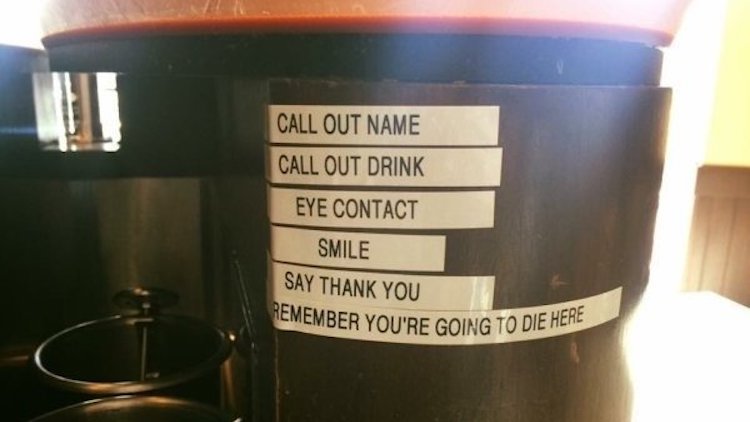 CALL OUT NAME
CALL OUT DRINK
EYE CONTACT
SMILE
SAY THANK YOU
REMEMBER YOU'RE GOING TO DIE HERE